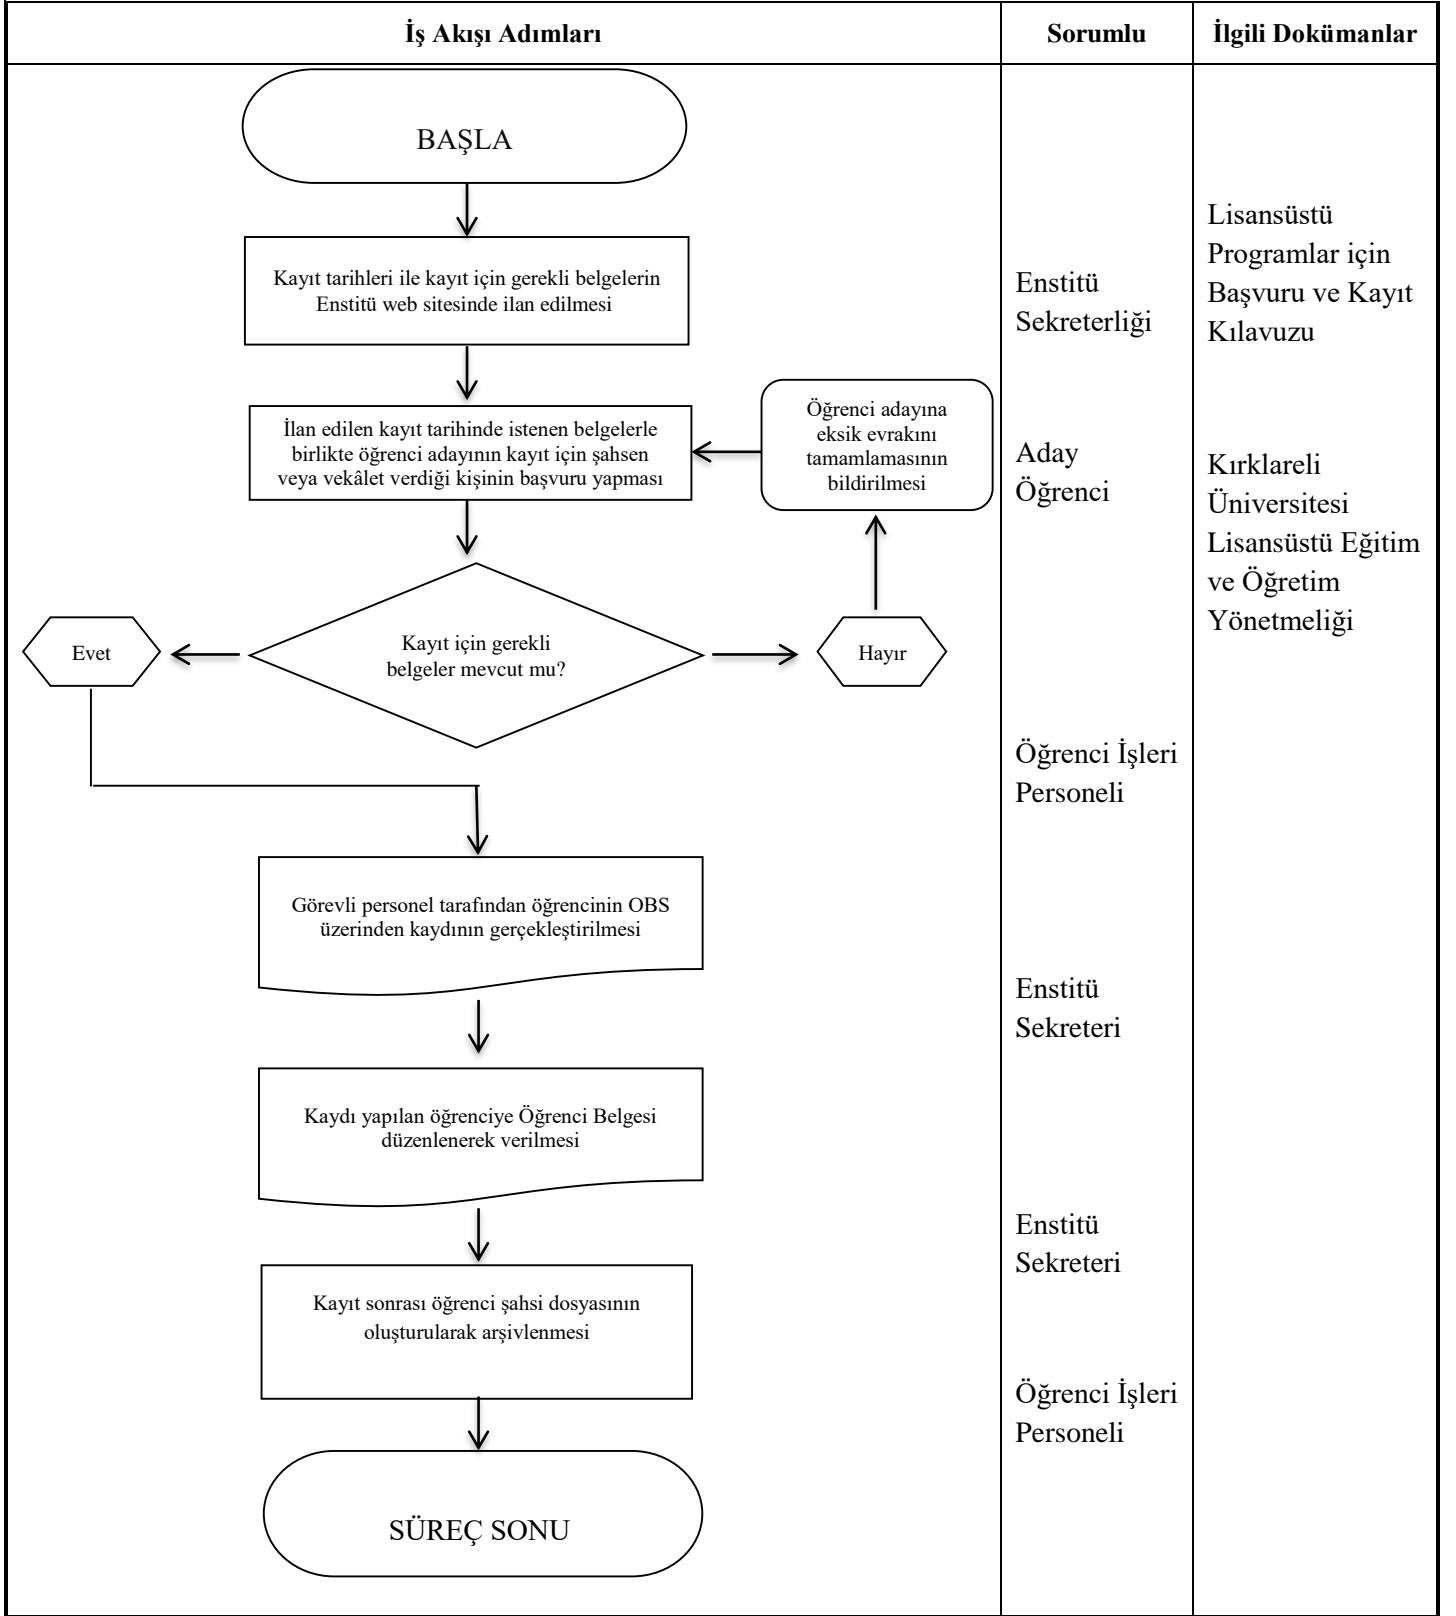 İş Akışı Adımları
Sorumlu
İlgili Dokümanlar
BAŞLA
Kayıt tarihleri ile kayıt için gerekli belgelerin
Enstitü web sitesinde ilan edilmesi
İlan edilen kayıt tarihinde istenen belgelerle
birlikte öğrenci adayının kayıt için şahsen
veya vekâlet verdiği kişinin başvuru yapması
Öğrenci adayına
eksik evrakını
tamamlamasının
bildirilmesi
Evet
Kayıt için gerekli
belgeler mevcut mu?
Hayır
Görevli personel tarafından öğrencinin OBS
üzerinden kaydının gerçekleştirilmesi
Kaydı yapılan öğrenciye Öğrenci Belgesi
düzenlenerek verilmesi
Kayıt sonrası öğrenci şahsi dosyasının
oluşturularak arşivlenmesi
SÜREÇ SONU
Enstitü
Sekreterliği
Aday
Öğrenci
Öğrenci İşleri
Personeli
Enstitü
Sekreteri
Enstitü
Sekreteri
Öğrenci İşleri
Personeli
Lisansüstü
Programlar için
Başvuru ve Kayıt
Kılavuzu
Kırklareli
Üniversitesi
Lisansüstü Eğitim
ve Öğretim
Yönetmeliği